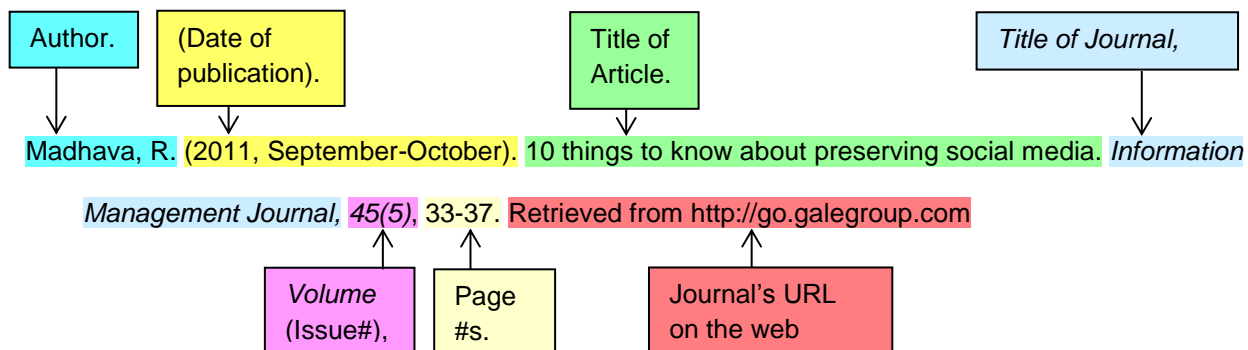 Author.
(Date of
publication).
Title of
Article.
Title of Journal,
Madhava, R. (2011, September-October). 10 things to know about preserving social media. Information
Management Journal, 45(5), 33-37. Retrieved from http://go.galegroup.com
Volume
(Issue#),
Page
#s.
Journal's URL
on the web